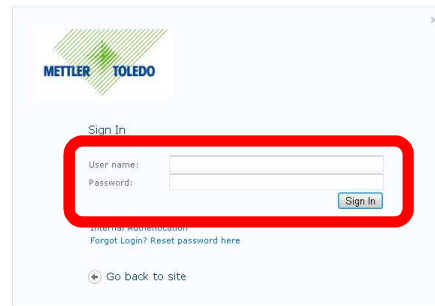 ×
METTLER TOLEDO
Sign In
User name:
Password:
Sign In
Internal Authentication
Forgot Login? Reset password here
Go back to site